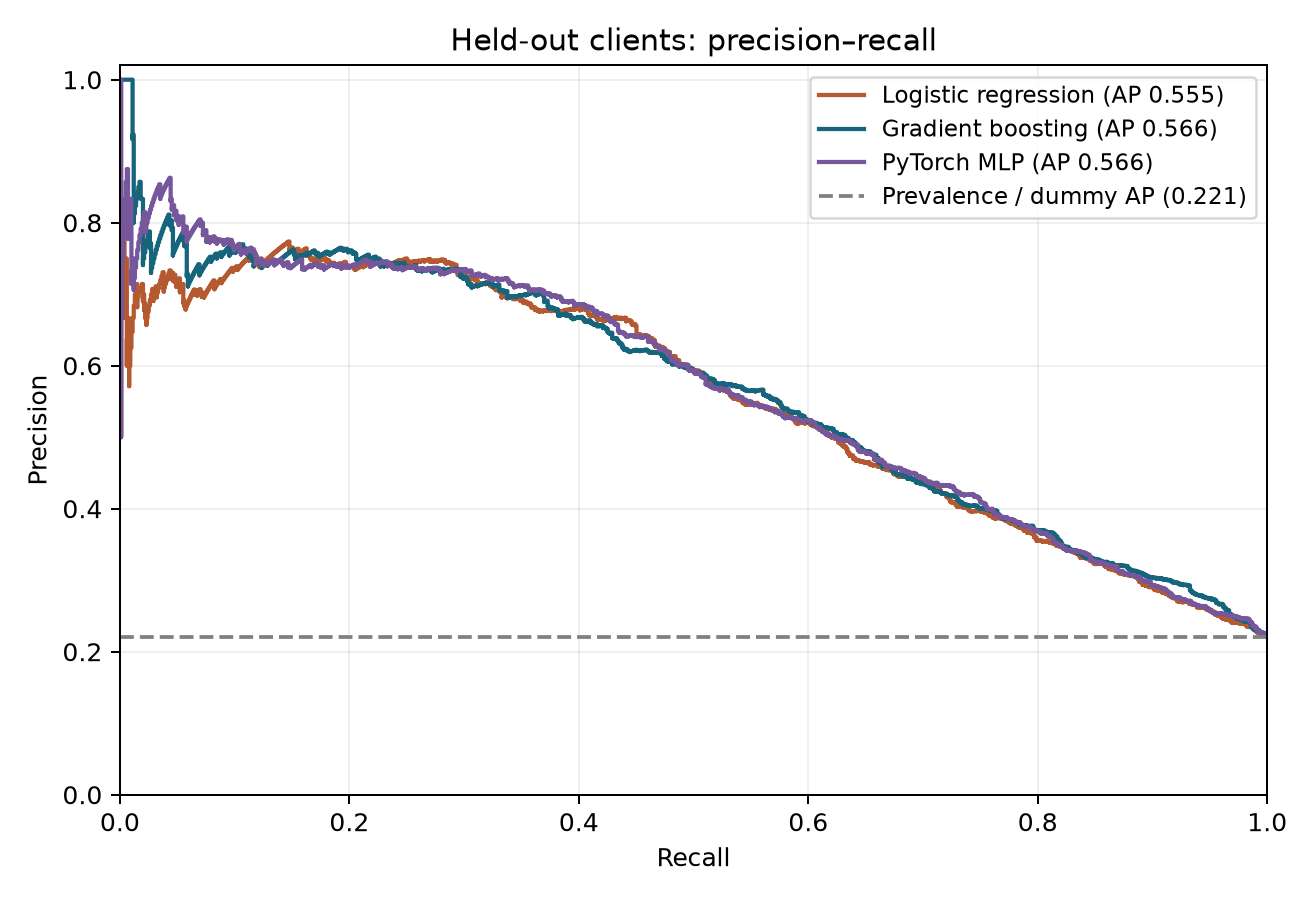 Held-out clients: precision–recall
Logistic regression (AP 0.555)
Gradient boosting (AP 0.566)
PyTorch MLP (AP 0.566)
Prevalence / dummy AP (0.221)
Precision
1.0
0.8
0.6
0.4
0.2
0.0
0.0 0.2 0.4 0.6 0.8 1.0
Recall